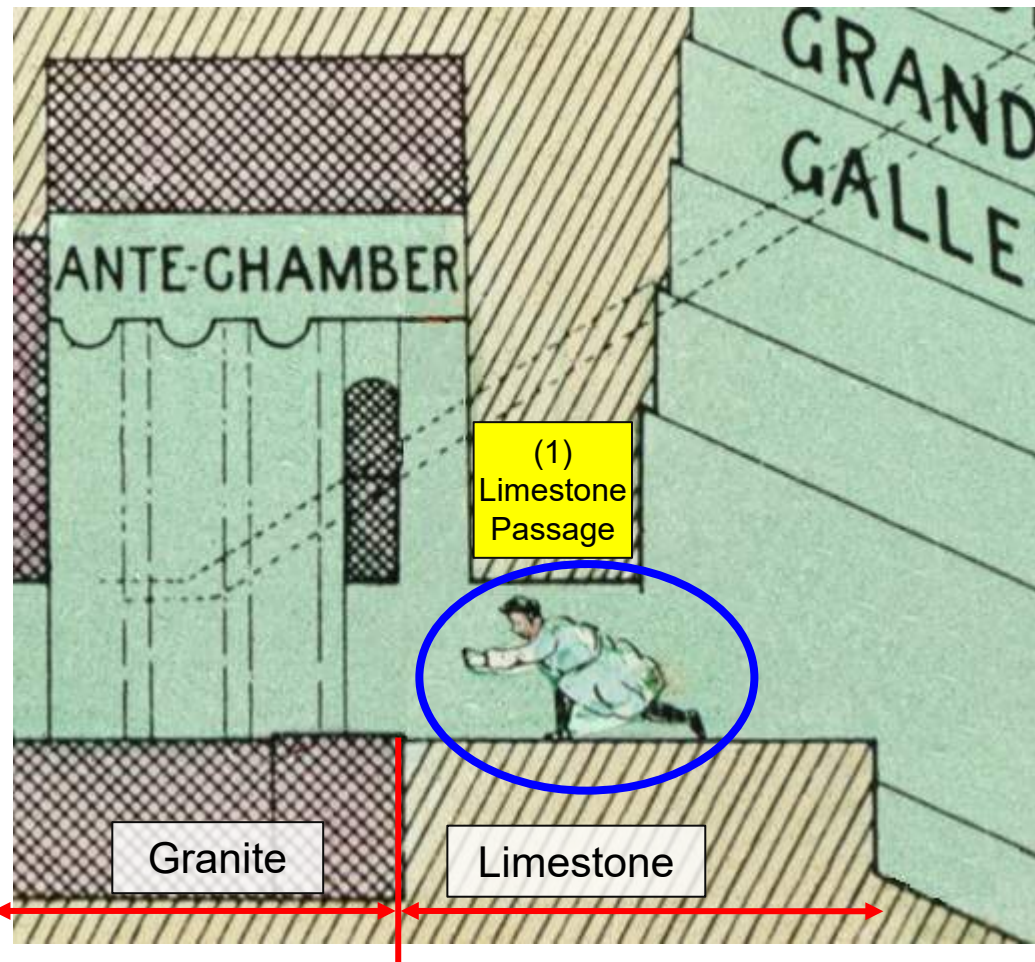 GRAND
GALLE
ANTE-CHAMBER
(1)
Limestone
Passage
Granite
Limestone